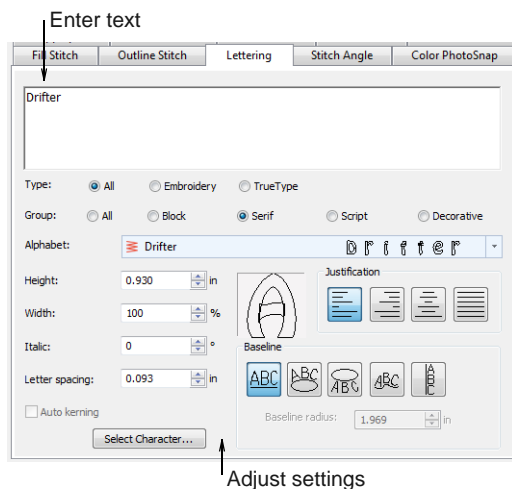 Enter text
Fill Stitch Outline Stitch Lettering Stitch Angle Color PhotoSnap
Drifter
Type: All Embroidery TrueType
Group: All Block Serif Script Decorative
Alphabet: Drifter Drifter
Height: 0.930 in
Justification
Width: 100 %
Italic: 0 °
Baseline
ABC ABC ABC ABC ABC
Letter spacing: 0.093 in
Auto kerning
Baseline radius: 1.969 in
Select Character...
Adjust settings